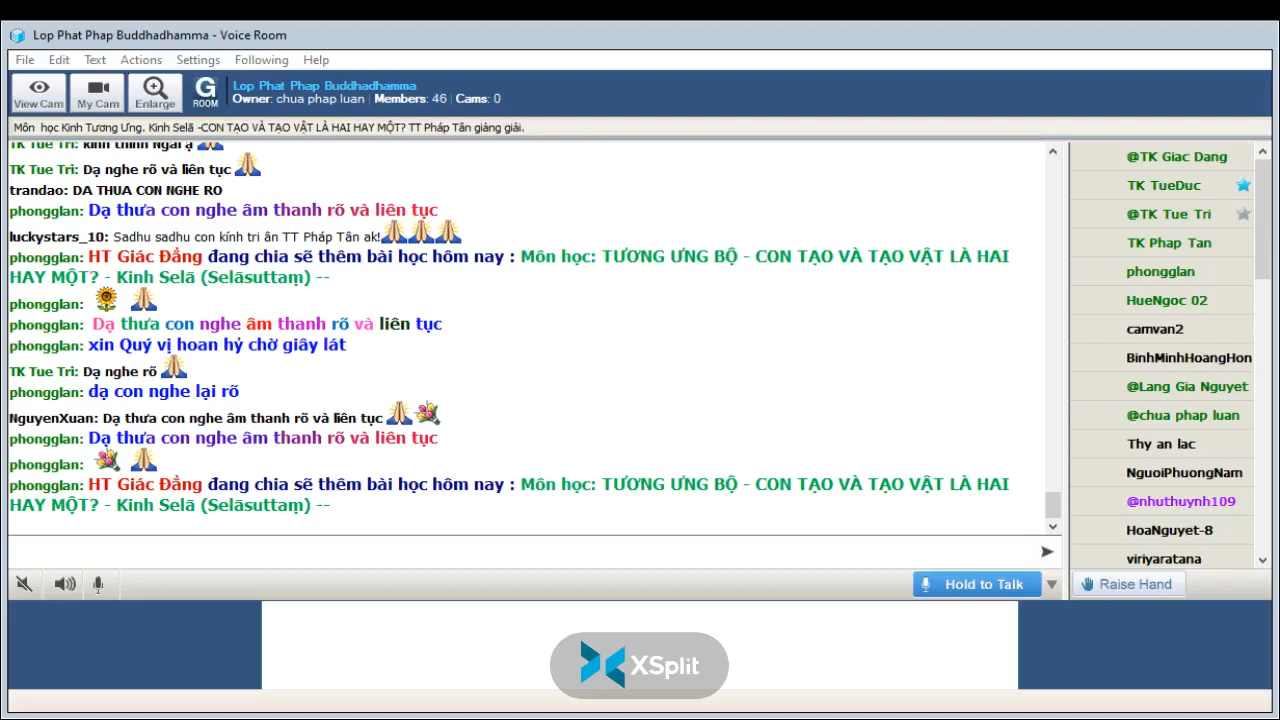 Lop Phat Phap Buddhadhamma - Voice Room
File Edit Text Actions Settings Following Help
View Cam My Cam Enlarge G ROOM
Lop Phat Phap Buddhadhamma
Owner: chua phap luan | Members: 46 | Cams: 0
Môn học Kinh Tương Ưng. Kinh Selā -CON TẠO VÀ TẠO VẬT LÀ HAI HAY MỘT? TT Pháp Tân giảng giải.
TK Tue Tri: kính thỉnh Ngài ạ
TK Tue Tri: Dạ nghe rõ và liên tục
trandao: DA THUA CON NGHE RO
phongglan: Dạ thưa con nghe âm thanh rõ và liên tục
luckystars_10: Sadhu sadhu con kính tri ân TT Pháp Tân ak!
phongglan: HT Giác Đẳng đang chia sẽ thêm bài học hôm nay : Môn học: TƯƠNG ƯNG BỘ - CON TẠO VÀ TẠO VẬT LÀ HAI
HAY MỘT? - Kinh Selā (Selāsuttaṃ) --
phongglan:
phongglan: Dạ thưa con nghe âm thanh rõ và liên tục
phongglan: xin Quý vị hoan hỷ chờ giây lát
TK Tue Tri: Dạ nghe rõ
phongglan: dạ con nghe lại rõ
NguyenXuan: Dạ thưa con nghe âm thanh rõ và liên tục
phongglan: Dạ thưa con nghe âm thanh rõ và liên tục
phongglan:
phongglan: HT Giác Đẳng đang chia sẽ thêm bài học hôm nay : Môn học: TƯƠNG ƯNG BỘ - CON TẠO VÀ TẠO VẬT LÀ HAI
HAY MỘT? - Kinh Selā (Selāsuttaṃ) --
@TK Giac Dang
TK TueDuc
@TK Tue Tri
TK Phap Tan
phongglan
HueNgoc 02
camvan2
BinhMinhHoangHon
@Lang Gia Nguyet
@chua phap luan
Thy an lac
NguoiPhuongNam
@nhuthuynh109
HoaNguyet-8
viriyaratana
Hold to Talk
Raise Hand
XSplit